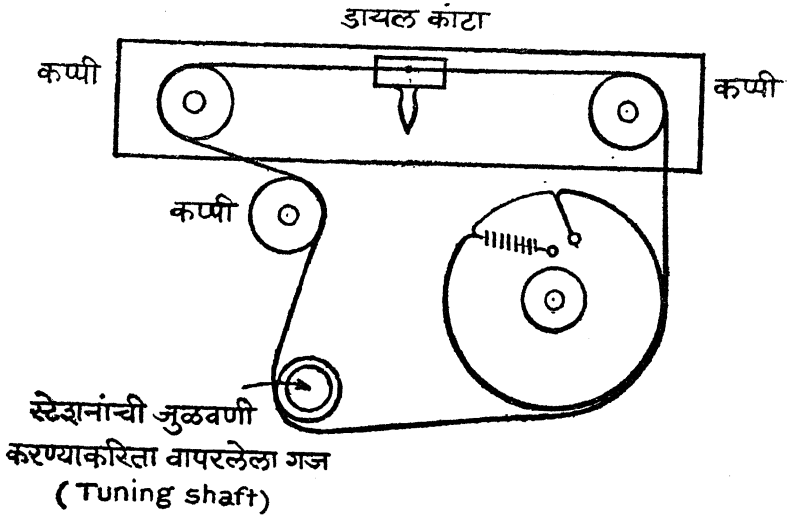 डायल कांटा
कप्पी
कप्पी
कप्पी
स्टेशनांची जुळवणी
करण्याकरिता वापरलेला गज
(Tuning shaft)